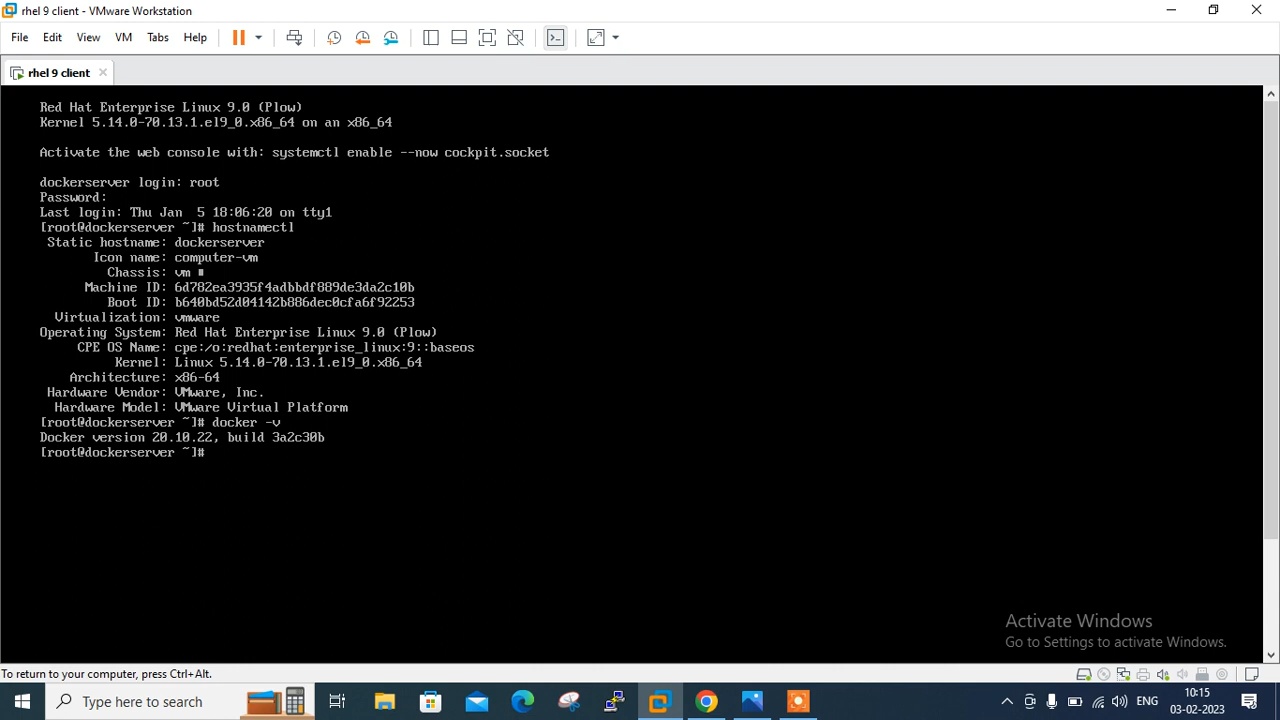 rhel 9 client - VMware Workstation
File Edit View VM Tabs Help
rhel 9 client
Red Hat Enterprise Linux 9.0 (Plow)
Kernel 5.14.0-70.13.1.el9_0.x86_64 on an x86_64
Activate the web console with: systemctl enable --now cockpit.socket
dockerserver login: root
Password:
Last login: Thu Jan  5 18:06:20 on tty1
[root@dockerserver ~]# hostnamectl
Static hostname: dockerserver
Icon name: computer-vm
Chassis: vm
Machine ID: 6d782ea3935f4adbbdf889de3da2c10b
Boot ID: b640bd52d04142b886dec0cfa6f92253
Virtualization: vmware
Operating System: Red Hat Enterprise Linux 9.0 (Plow)
CPE OS Name: cpe:/o:redhat:enterprise_linux:9::baseos
Kernel: Linux 5.14.0-70.13.1.el9_0.x86_64
Architecture: x86-64
Hardware Vendor: VMware, Inc.
Hardware Model: VMware Virtual Platform
[root@dockerserver ~]# docker -v
Docker version 20.10.22, build 3a2c30b
[root@dockerserver ~]#
Activate Windows
Go to Settings to activate Windows.
To return to your computer, press Ctrl+Alt.
Type here to search
ENG
10:15
03-02-2023